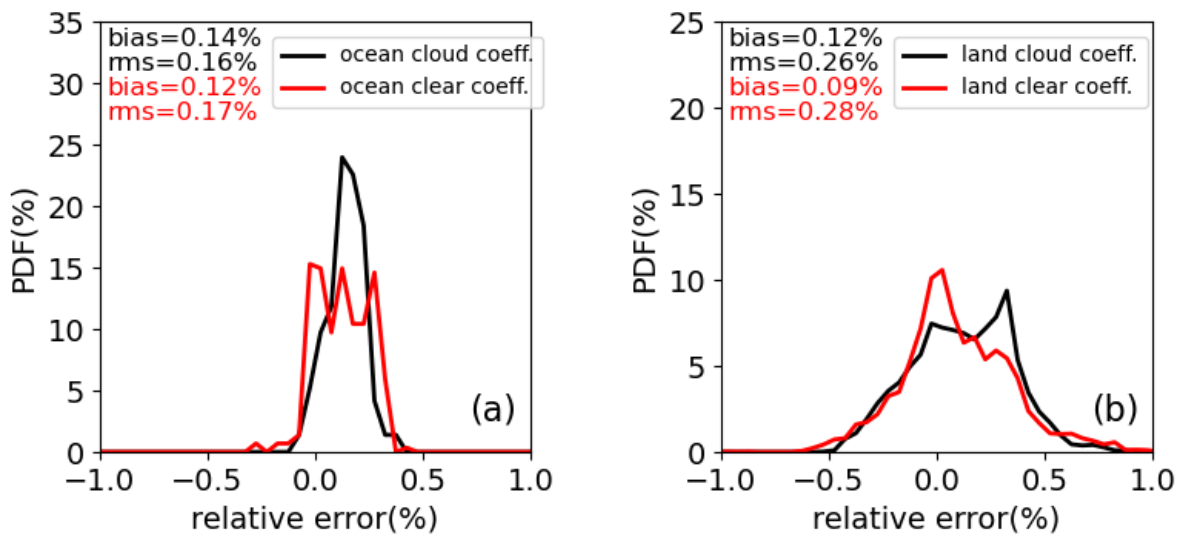 bias=0.14%
rms=0.16%
bias=0.12%
rms=0.17%
ocean cloud coeff.
ocean clear coeff.
35
30
25
20
15
10
5
0
PDF(%)
(a)
−1.0 −0.5 0.0 0.5 1.0
relative error(%)
bias=0.12%
rms=0.26%
bias=0.09%
rms=0.28%
land cloud coeff.
land clear coeff.
25
20
15
10
5
0
PDF(%)
(b)
−1.0 −0.5 0.0 0.5 1.0
relative error(%)